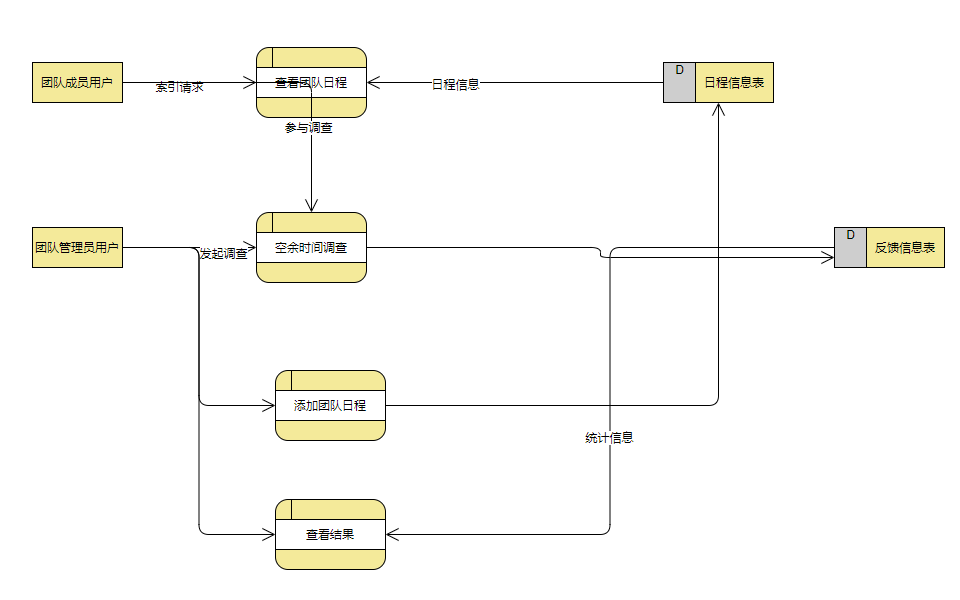 团队成员用户
索引请求
查看团队日程
日程信息
D
日程信息表
参与调查
团队管理员用户
发起调查
空余时间调查
D
反馈信息表
添加团队日程
统计信息
查看结果